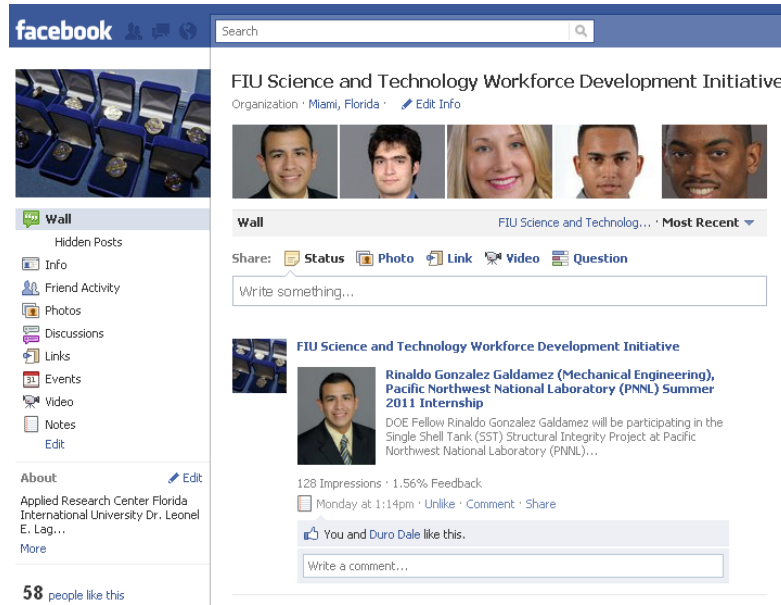 facebook
Search
FIU Science and Technology Workforce Development Initiative
Organization · Miami, Florida · Edit Info
Wall
Hidden Posts
Info
Friend Activity
Photos
Discussions
Links
31 Events
Video
Notes
Edit
About Edit
Applied Research Center Florida
International University Dr. Leonel
E. Lag...
More
58 people like this
Wall FIU Science and Technolog... · Most Recent
Share: Status Photo Link Video Question
Write something...
FIU Science and Technology Workforce Development Initiative
Rinaldo Gonzalez Galdamez (Mechanical Engineering),
Pacific Northwest National Laboratory (PNNL) Summer
2011 Internship
DOE Fellow Rinaldo Gonzalez Galdamez will be participating in the
Single Shell Tank (SST) Structural Integrity Project at Pacific
Northwest National Laboratory (PNNL)...
128 Impressions · 1.56% Feedback
Monday at 1:14pm · Unlike · Comment · Share
You and Duro Dale like this.
Write a comment...